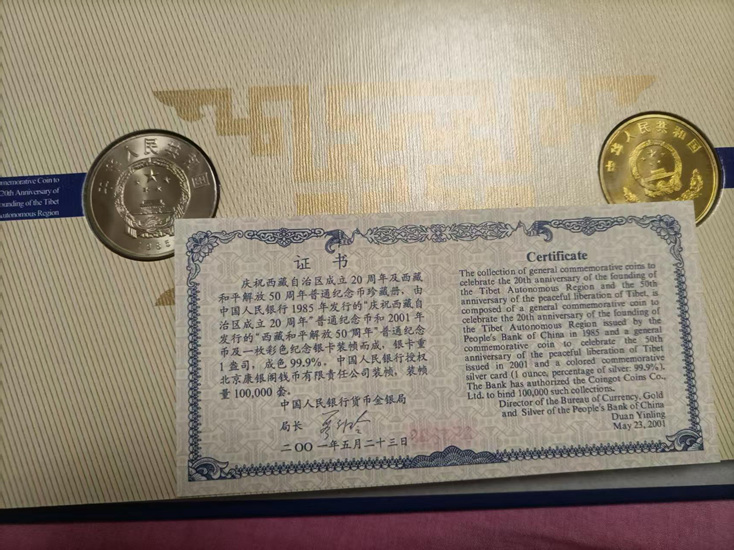 中华人民共和国
1985
中华人民共和国
mmemorative Coin to
20th Anniversary of
ounding of the Tibet
Autonomous Region
证书
庆祝西藏自治区成立20周年及西藏
和平解放50周年普通纪念币珍藏册，由
中国人民银行1985年发行的“庆祝西藏自
治区成立20周年”普通纪念币和2001年
发行的“西藏和平解放50周年”普通纪念
币及一枚彩色纪念银卡装帧而成，银卡重
1盎司，成色99.9%。中国人民银行授权
北京康银阁钱币有限责任公司装帧，装帧
量100,000套。
中国人民银行货币金银局
局长
二〇〇一年五月二十三日
Certificate
The collection of general commemorative coins to
celebrate the 20th anniversary of the founding of
the Tibet Autonomous Region and the 50th
anniversary of the peaceful liberation of Tibet, is
composed of a general commemorative coin to
celebrate the 20th anniversary of the founding of
the Tibet Autonomous Region issued by the
People's Bank of China in 1985 and a general
commemorative coin to celebrate the 50th
anniversary of the peaceful liberation of Tibet
issued in 2001 and a colored commemorative
silver card (1 ounce, percentage of silver: 99.9%).
The Bank has authorized the Coingot Coins Co.,
Ltd. to bind 100,000 such collections.
Director of the Bureau of Currency, Gold
and Silver of the People's Bank of China
Duan Yinling
May 23, 2001